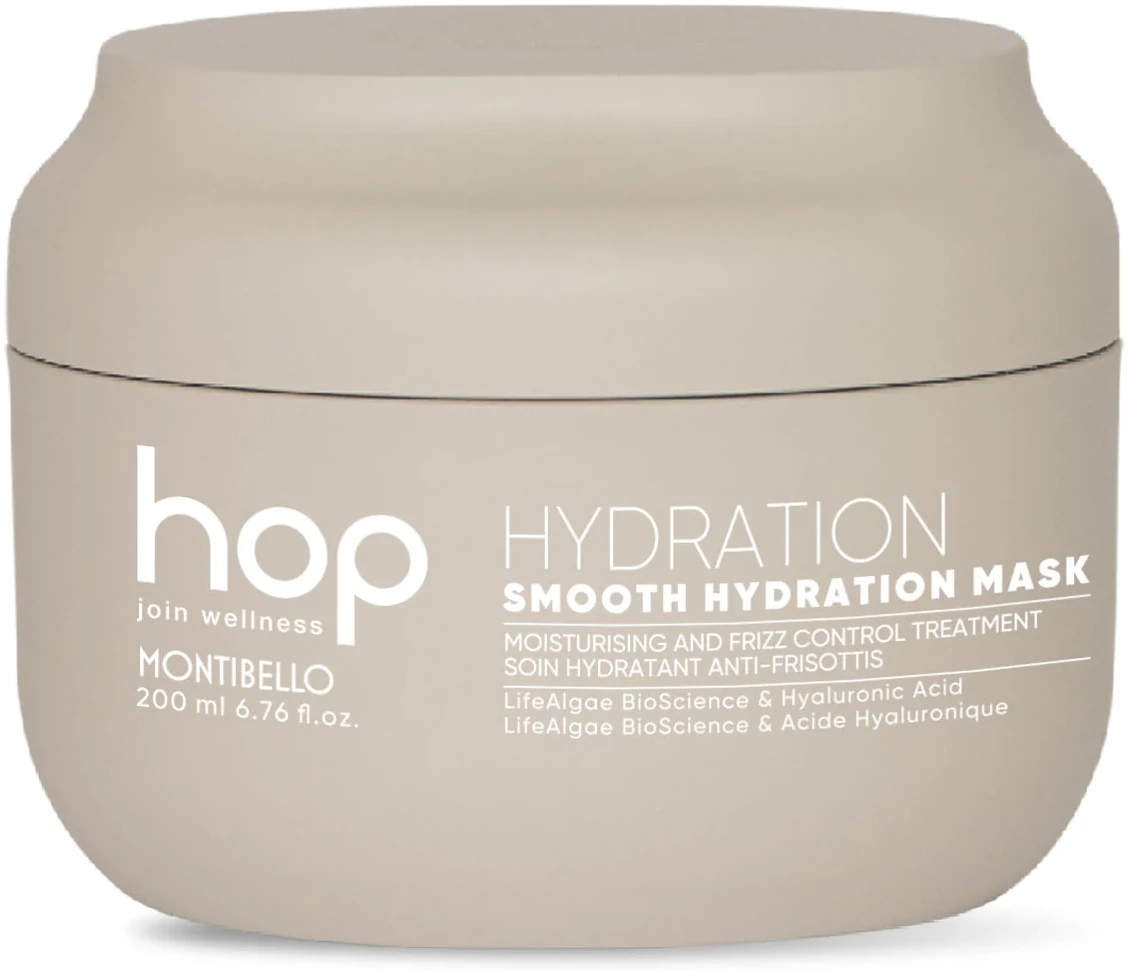 hop
join wellness
MONTIBELLO
200 ml 6.76 fl.oz.
HYDRATION
SMOOTH HYDRATION MASK
MOISTURISING AND FRIZZ CONTROL TREATMENT
SOIN HYDRATANT ANTI-FRISOTTIS
LifeAlgae BioScience & Hyaluronic Acid
LifeAlgae BioScience & Acide Hyaluronique